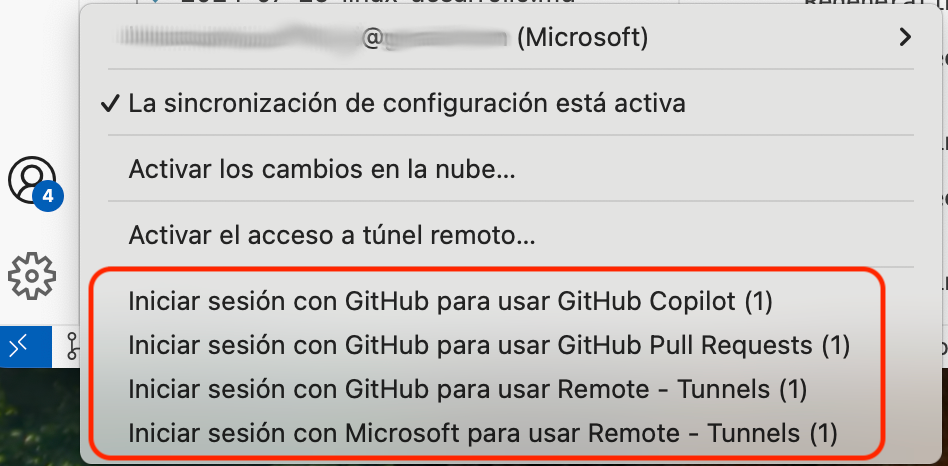 @ (Microsoft)
✓ La sincronización de configuración está activa
Activar los cambios en la nube...
4
Activar el acceso a túnel remoto...
Iniciar sesión con GitHub para usar GitHub Copilot (1)
Iniciar sesión con GitHub para usar GitHub Pull Requests (1)
Iniciar sesión con GitHub para usar Remote - Tunnels (1)
Iniciar sesión con Microsoft para usar Remote - Tunnels (1)